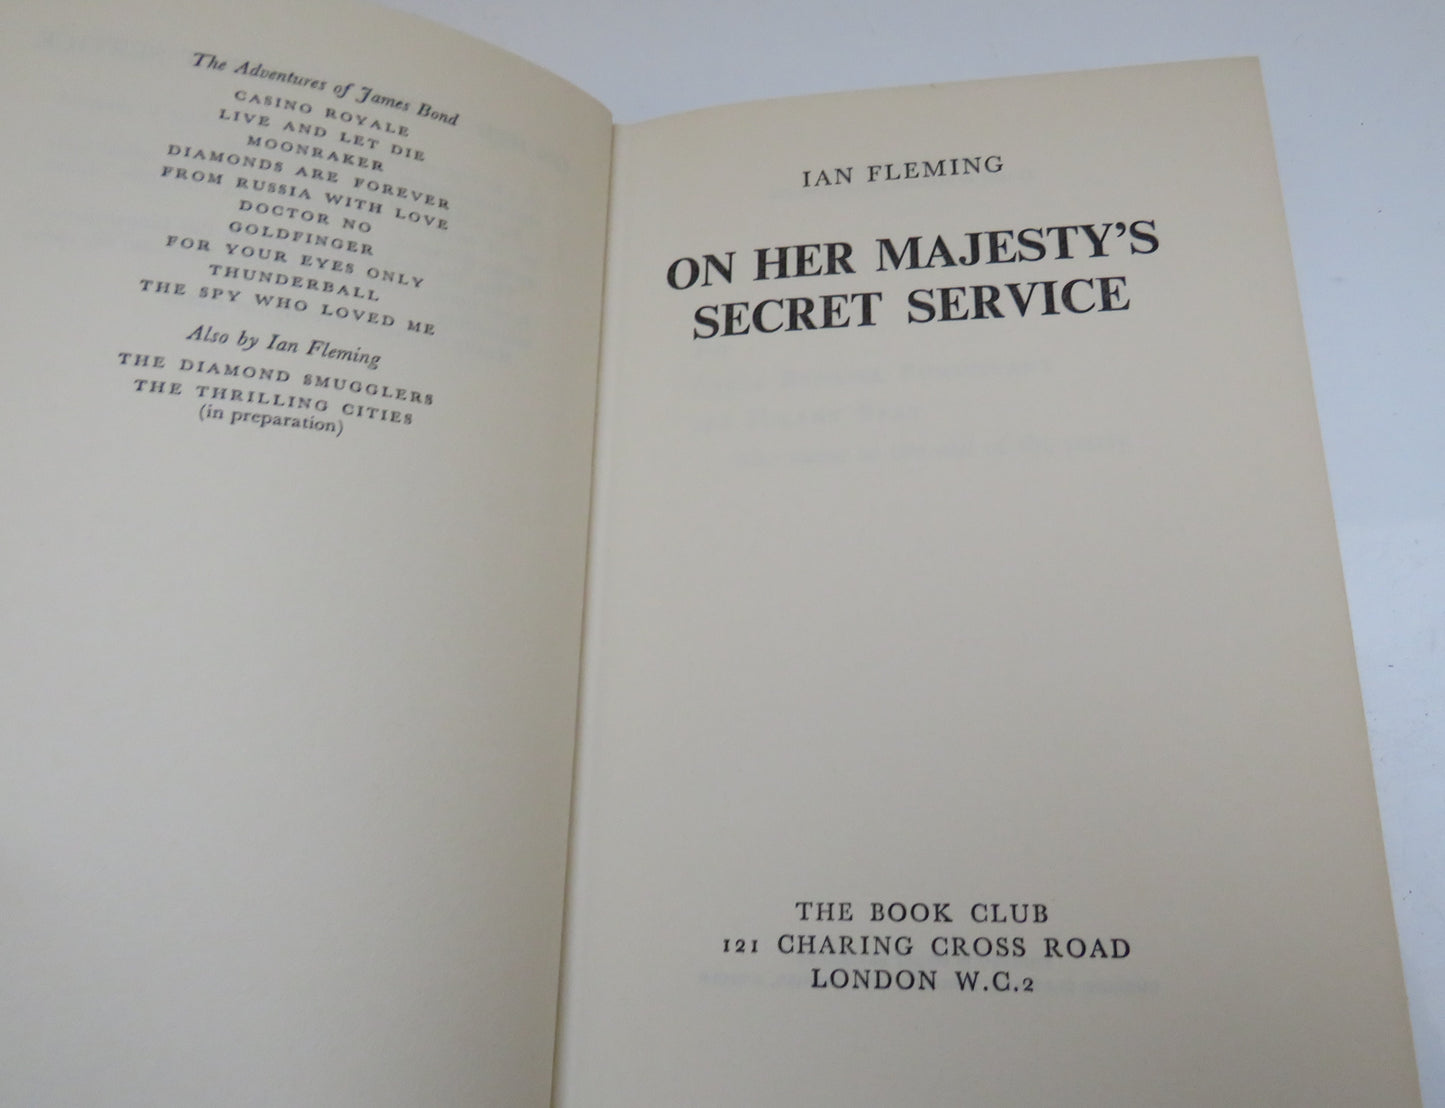 The Adventures of James Bond
CASINO ROYALE
LIVE AND LET DIE
MOONRAKER
DIAMONDS ARE FOREVER
FROM RUSSIA WITH LOVE
DOCTOR NO
GOLDFINGER
FOR YOUR EYES ONLY
THUNDERBALL
THE SPY WHO LOVED ME
Also by Ian Fleming
THE DIAMOND SMUGGLERS
THE THRILLING CITIES
(in preparation)
IAN FLEMING
ON HER MAJESTY'S
SECRET SERVICE
THE BOOK CLUB
121 CHARING CROSS ROAD
LONDON W.C.2